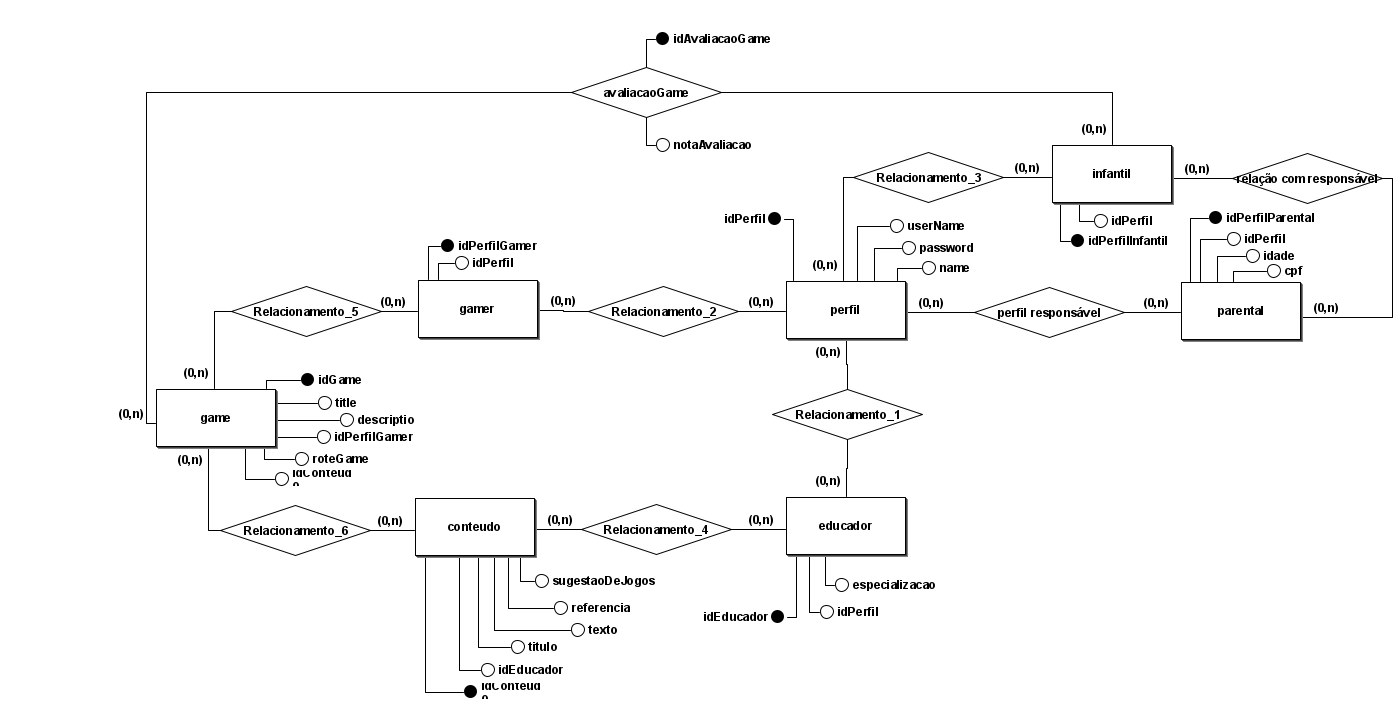 idAvaliacaoGame
avaliacaoGame
(0,n)
notaAvaliacao
Relacionamento_3
(0,n)
infantil
(0,n)
relação com responsável
idPerfil
idPerfilInfantil
idPerfil
userName
password
name
(0,n)
idPerfilParental
idPerfil
idade
cpf
idPerfilGamer
idPerfil
Relacionamento_5
(0,n)
gamer
(0,n)
Relacionamento_2
(0,n)
perfil
(0,n)
perfil responsável
(0,n)
parental
(0,n)
(0,n)
(0,n)
Relacionamento_1
(0,n)
(0,n)
game
idGame
title
descriptio
idPerfilGamer
roteGame
idConteud
o
(0,n)
Relacionamento_6
(0,n)
conteudo
(0,n)
Relacionamento_4
(0,n)
educador
sugestaoDeJogos
referencia
texto
titulo
idEducador
idConteud
o
especializacao
idPerfil
idEducador